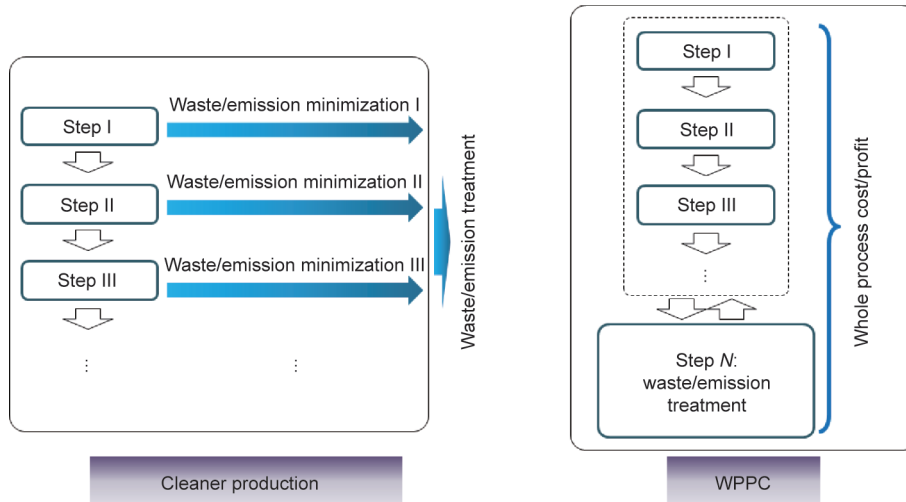 Step I
Waste/emission minimization I
Step II
Waste/emission minimization II
Step III
Waste/emission minimization III
...
...
Waste/emission treatment
Cleaner production
Step I
Step II
Step III
...
Step N:
waste/emission
treatment
Whole process cost/profit
WPPC